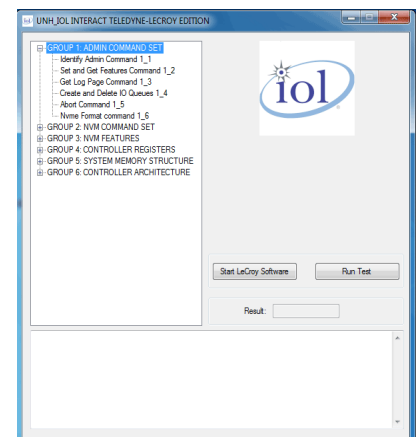 UNH_IOL INTERACT TELEDYNE-LECROY EDITION
GROUP 1: ADMIN COMMAND SET
Identify Admin Command 1_1
Set and Get Features Command 1_2
Get Log Page Command 1_3
Create and Delete IO Queues 1_4
Abort Command 1_5
Nvme Format command 1_6
GROUP 2: NVM COMMAND SET
GROUP 3: NVM FEATURES
GROUP 4: CONTROLLER REGISTERS
GROUP 5: SYSTEM MEMORY STRUCTURE
GROUP 6: CONTROLLER ARCHITECTURE
iol
Start LeCroy Software
Run Test
Result: